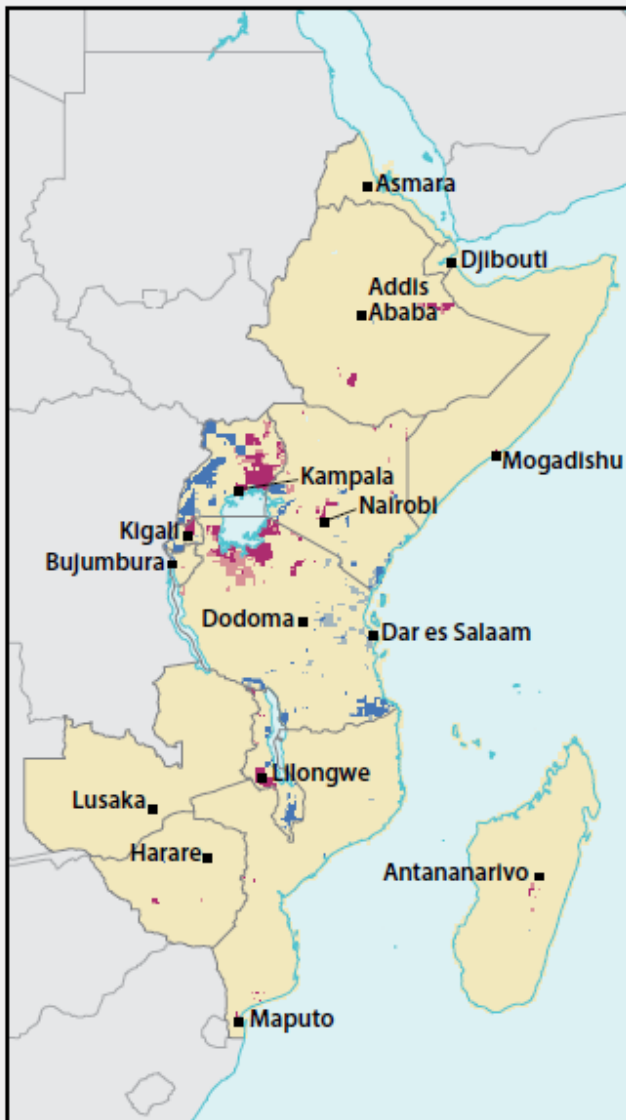 Asmara
Djibouti
Addis
Ababa
Mogadishu
Kampala
Nairobi
Kigali
Bujumbura
Dodoma
Dar es Salaam
Lilongwe
Lusaka
Harare
Antananarivo
Maputo